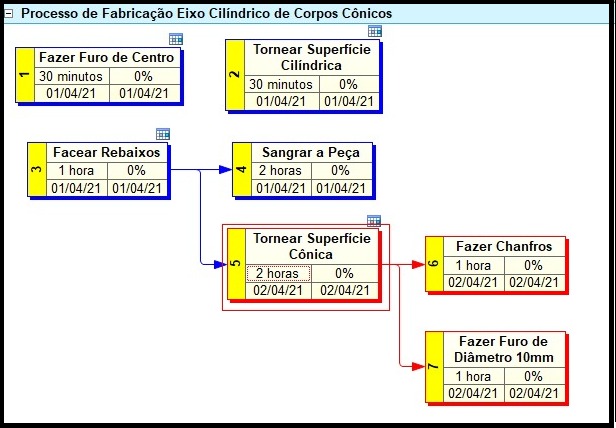 Processo de Fabricação Eixo Cilíndrico de Corpos Cônicos
1
Fazer Furo de Centro
30 minutos 0%
01/04/21 01/04/21
2
Tornear Superfície
Cilíndrica
30 minutos 0%
01/04/21 01/04/21
3
Facear Rebaixos
1 hora 0%
01/04/21 01/04/21
4
Sangrar a Peça
2 horas 0%
01/04/21 01/04/21
5
Tornear Superfície
Cônica
2 horas 0%
02/04/21 02/04/21
6
Fazer Chanfros
1 hora 0%
02/04/21 02/04/21
7
Fazer Furo de
Diâmetro 10mm
1 hora 0%
02/04/21 02/04/21